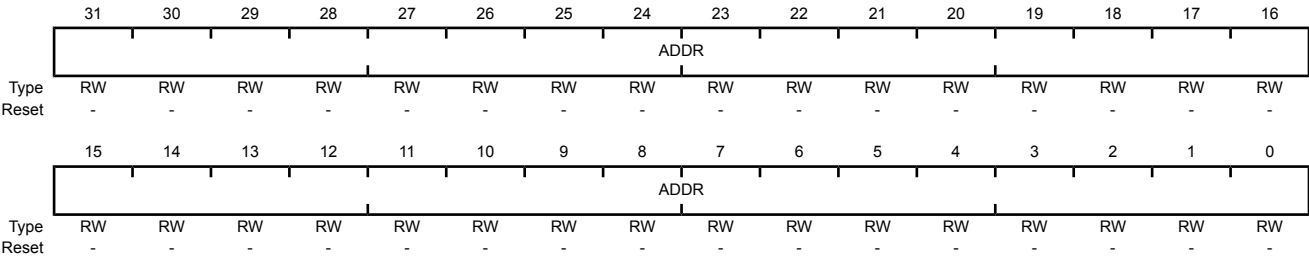 31 30 29 28 27 26 25 24 23 22 21 20 19 18 17 16
ADDR
Type RW RW RW RW RW RW RW RW RW RW RW RW RW RW RW RW
Reset - - - - - - - - - - - - - - - -
15 14 13 12 11 10 9 8 7 6 5 4 3 2 1 0
ADDR
Type RW RW RW RW RW RW RW RW RW RW RW RW RW RW RW RW
Reset - - - - - - - - - - - - - - - -